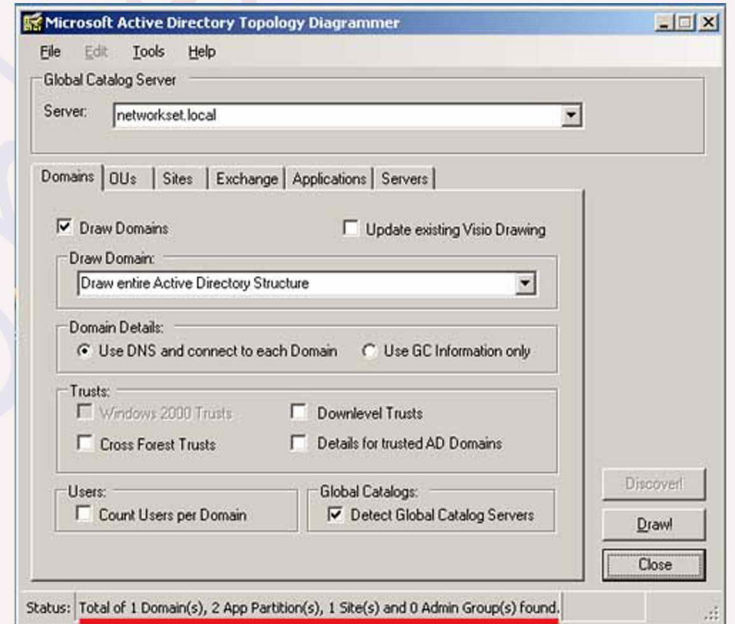 Microsoft Active Directory Topology Diagrammer
File Edit Tools Help
Global Catalog Server
Server: networkset.local
Domains OUs Sites Exchange Applications Servers
Draw Domains Update existing Visio Drawing
Draw Domain:
Draw entire Active Directory Structure
Domain Details:
Use DNS and connect to each Domain Use GC Information only
Trusts:
Windows 2000 Trusts Downlevel Trusts
Cross Forest Trusts Details for trusted AD Domains
Users: Global Catalogs:
Count Users per Domain Detect Global Catalog Servers
Discover!
Draw!
Close
Status: Total of 1 Domain(s), 2 App Partition(s), 1 Site(s) and 0 Admin Group(s) found.